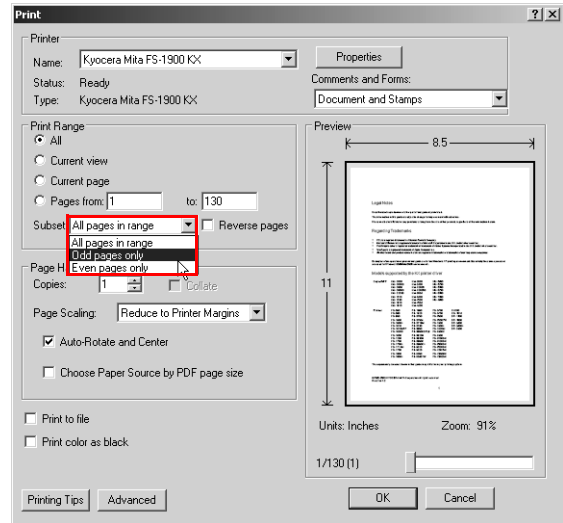 Print
Printer
Name: Kyocera Mita FS-1900 KX
Properties
Status: Ready
Comments and Forms:
Type: Kyocera Mita FS-1900 KX
Document and Stamps
Print Range
All
Current view
Current page
Pages from: 1 to: 130
Subset: All pages in range
Reverse pages
All pages in range
Odd pages only
Even pages only
Page H
Copies: 1
Collate
Page Scaling: Reduce to Printer Margins
Auto-Rotate and Center
Choose Paper Source by PDF page size
Print to file
Print color as black
Printing Tips
Advanced
Preview
8.5
11
Legal Notes
Regarding Trademarks
Units: Inches
Zoom: 91%
1/130 (1)
OK
Cancel